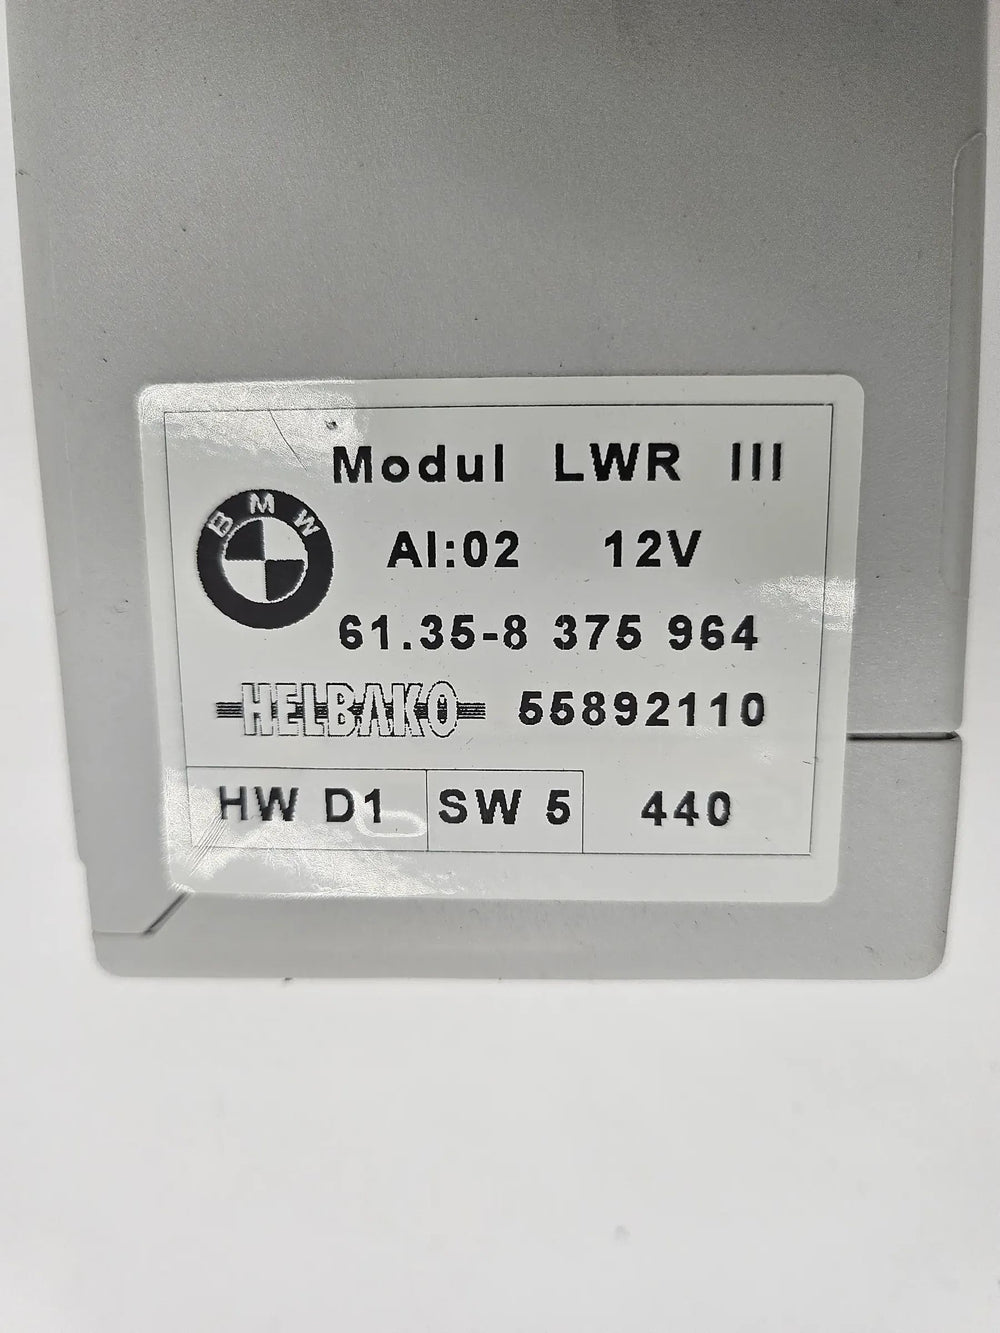 Modul LWR III
BMW
AI:02 12V
61.35-8 375 964
HELBAKO 55892110
HW D1 SW 5 440